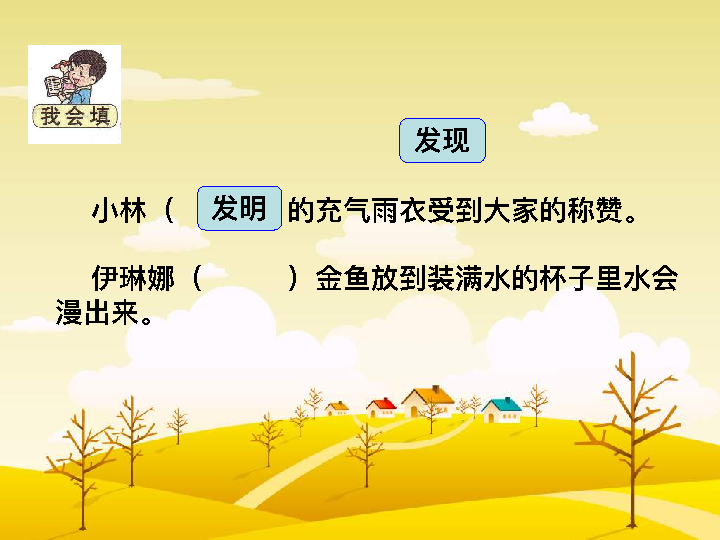 我会填
发现
小林（ 发明 的充气雨衣受到大家的称赞。
伊琳娜（ ）金鱼放到装满水的杯子里水会
漫出来。